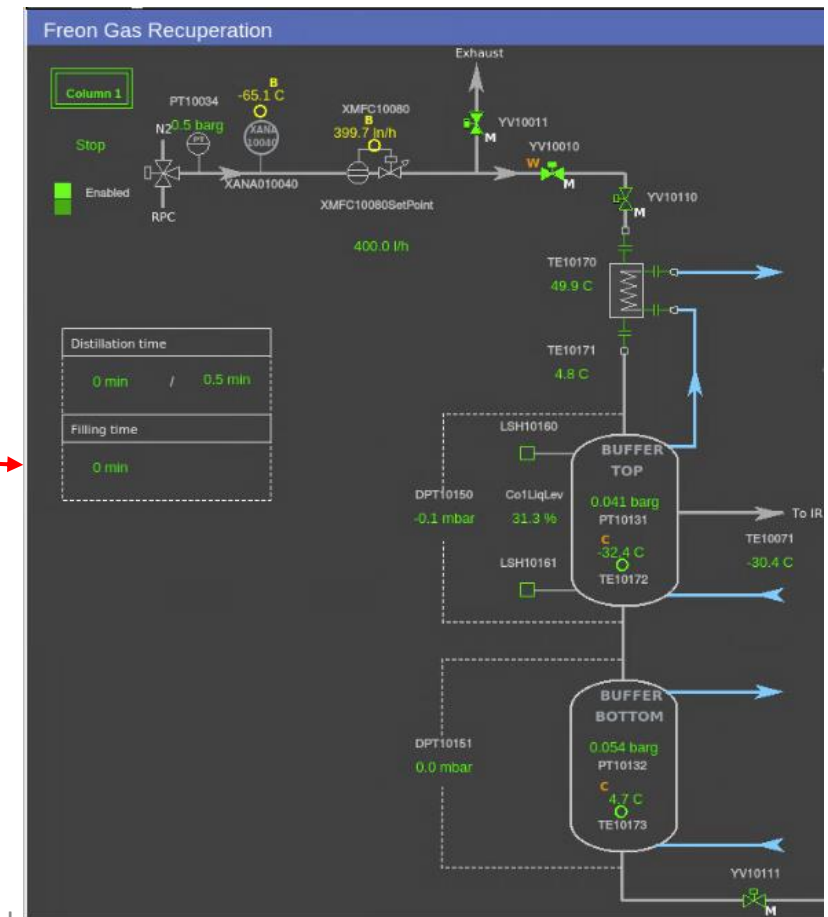 Freon Gas Recuperation
Exhaust
Column 1
B
-65.1 C
PT10034
XMFC10080
B
N2
0.5 barg
PT
XANA
10040
399.7 ln/h
YV10011
M
Stop
YV10010
W
M
Enabled
XANA010040
RPC
XMFC10080SetPoint
YV10110
M
400.0 l/h
TE10170
49.9 C
Distillation time
0 min / 0.5 min
TE10171
4.8 C
Filling time
0 min
LSH10160
BUFFER
TOP
DPT10150
Co1LiqLev
0.041 barg
-0.1 mbar
31.3 %
PT10131
To IR
C
-32.4 C
TE10071
LSH10161
-30.4 C
TE10172
BUFFER
BOTTOM
DPT10151
0.054 barg
0.0 mbar
PT10132
C
4.7 C
TE10173
YV10111
M